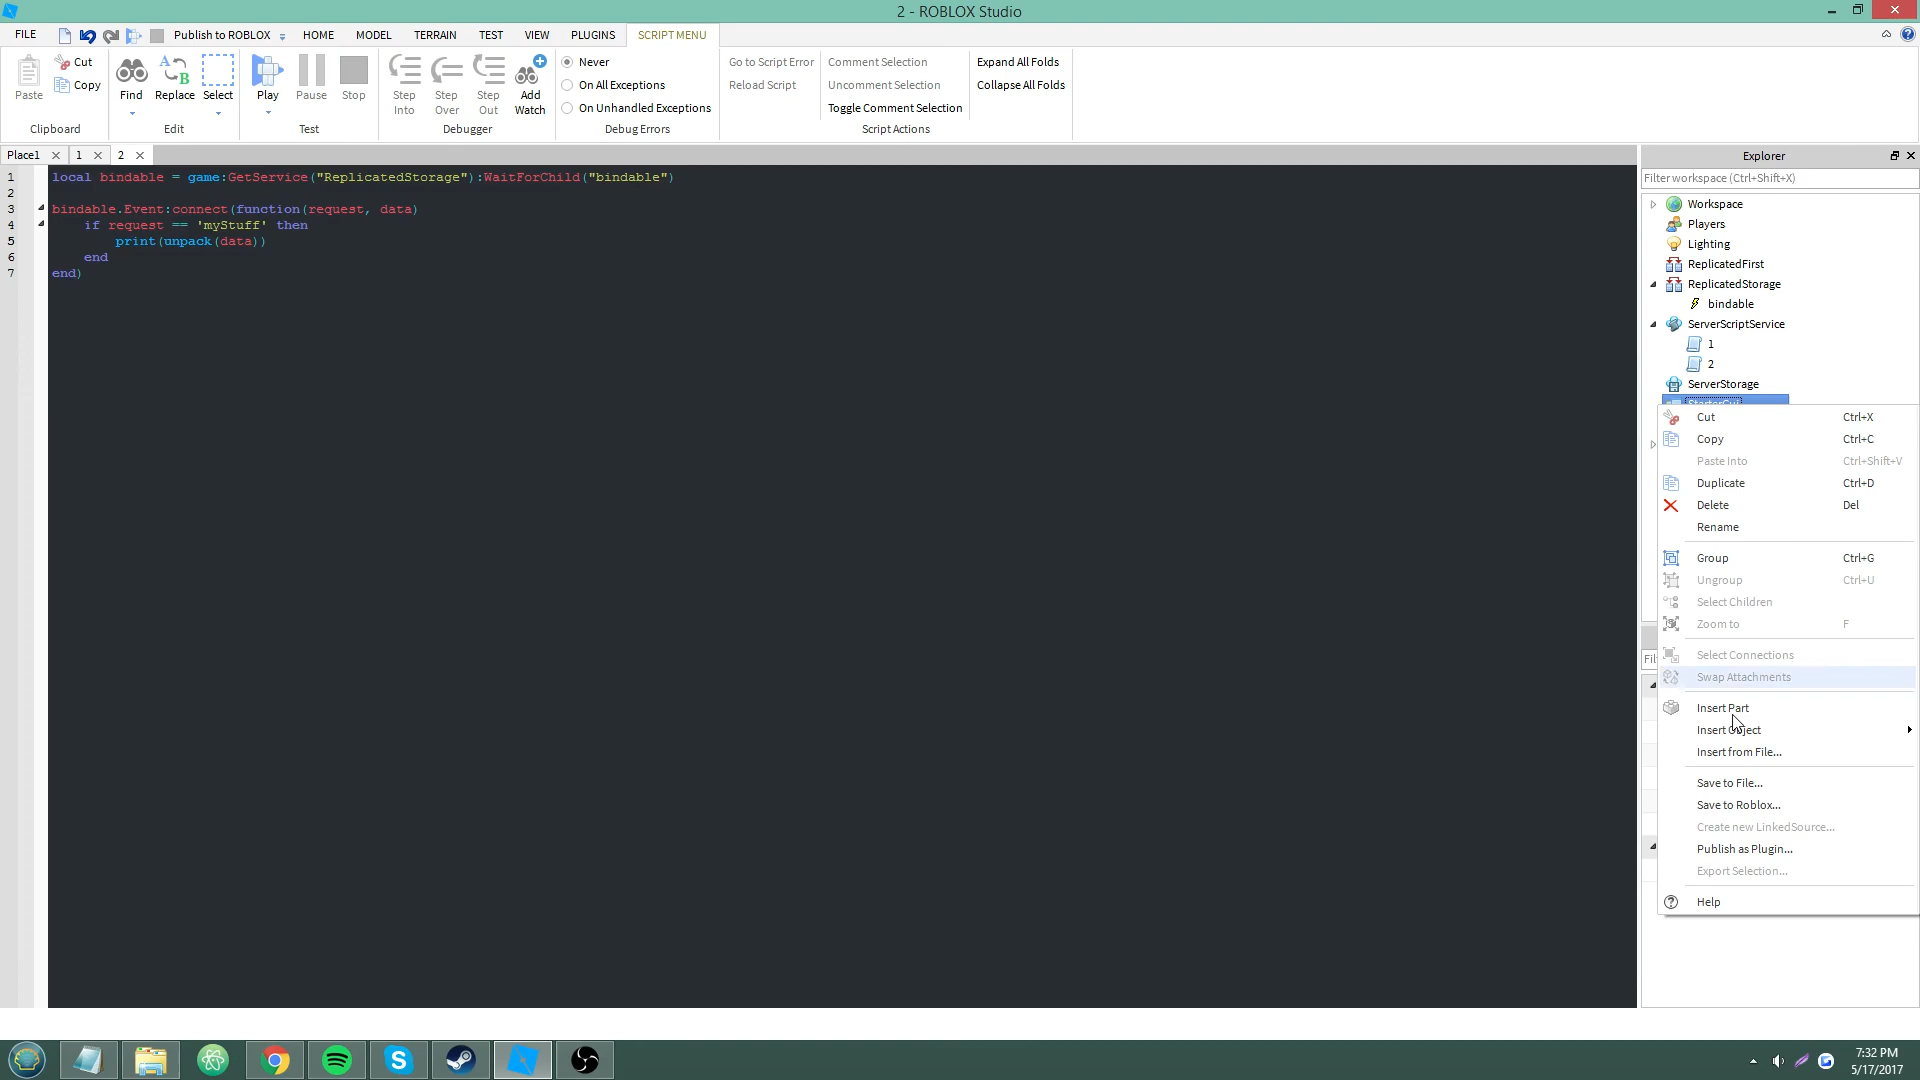 2 - ROBLOX Studio
FILE
Publish to ROBLOX
HOME
MODEL
TERRAIN
TEST
VIEW
PLUGINS
SCRIPT MENU
Paste
Cut
Copy
Clipboard
Find
Replace
Select
Edit
Play
Pause
Stop
Test
Step Into
Step Over
Step Out
Add Watch
Debugger
Never
On All Exceptions
On Unhandled Exceptions
Debug Errors
Go to Script Error
Reload Script
Comment Selection
Uncomment Selection
Toggle Comment Selection
Script Actions
Expand All Folds
Collapse All Folds
Place1
1
2
1 local bindable = game:GetService("ReplicatedStorage"):WaitForChild("bindable")
2
3 bindable.Event:connect(function(request, data)
4 if request == 'myStuff' then
5 print(unpack(data))
6 end
7 end)
Explorer
Filter workspace (Ctrl+Shift+X)
Workspace
Players
Lighting
ReplicatedFirst
ReplicatedStorage
bindable
ServerScriptService
1
2
ServerStorage
StarterGui
Cut Ctrl+X
Copy Ctrl+C
Paste Into Ctrl+Shift+V
Duplicate Ctrl+D
Delete Del
Rename
Group Ctrl+G
Ungroup Ctrl+U
Select Children
Zoom to F
Fil
Select Connections
Swap Attachments
Insert Part
Insert Object
Insert from File...
Save to File...
Save to Roblox...
Create new LinkedSource...
Publish as Plugin...
Export Selection...
Help
7:32 PM
5/17/2017